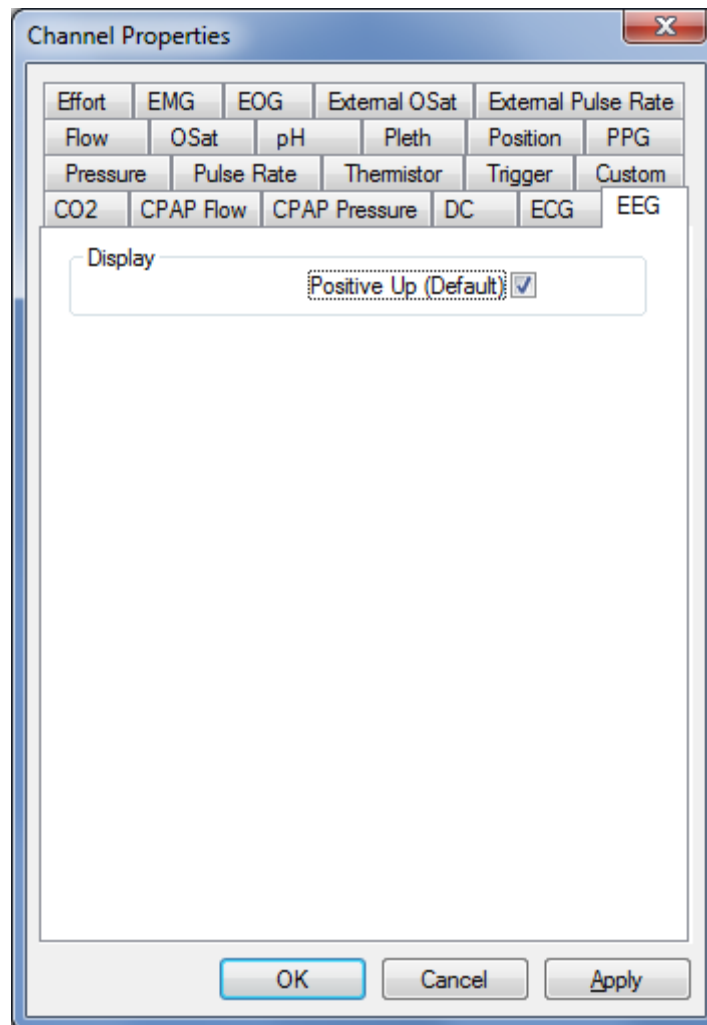 Channel Properties
Effort EMG EOG External OSat External Pulse Rate
Flow OSat pH Pleth Position PPG
Pressure Pulse Rate Thermistor Trigger Custom
CO2 CPAP Flow CPAP Pressure DC ECG EEG
Display
Positive Up (Default)
OK Cancel Apply